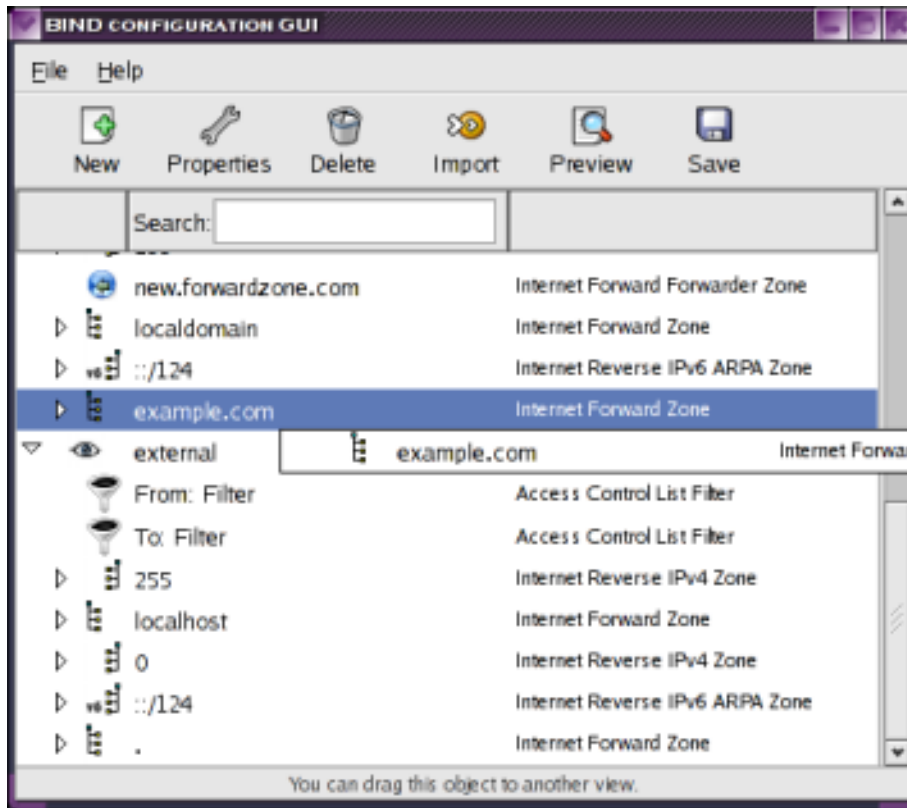 BIND CONFIGURATION GUI
File Help
New Properties Delete Import Preview Save
Search:
new.forwardzone.com Internet Forward Forwarder Zone
localdomain Internet Forward Zone
v6 ::/124 Internet Reverse IPv6 ARPA Zone
example.com Internet Forward Zone
external example.com Internet Forwa
From: Filter Access Control List Filter
To: Filter Access Control List Filter
255 Internet Reverse IPv4 Zone
localhost Internet Forward Zone
0 Internet Reverse IPv4 Zone
v6 ::/124 Internet Reverse IPv6 ARPA Zone
. Internet Forward Zone
You can drag this object to another view.